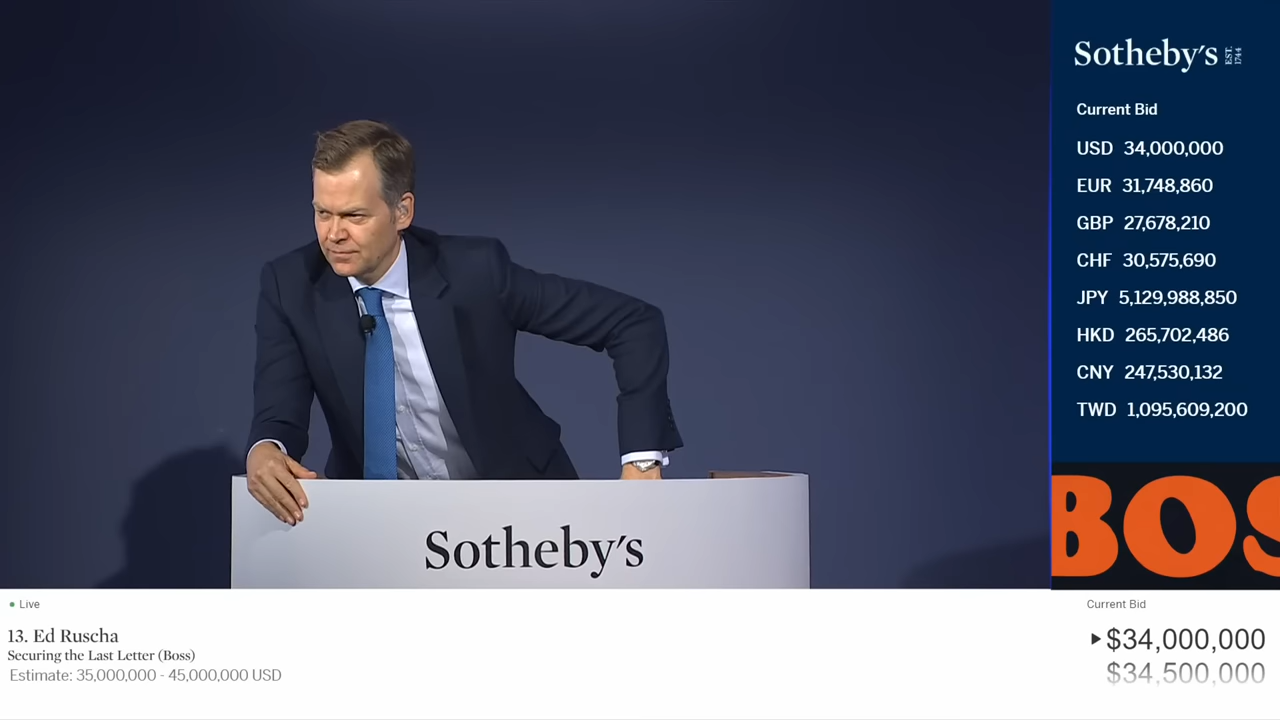 Sotheby's EST. 1744
Current Bid
USD 34,000,000
EUR 31,748,860
GBP 27,678,210
CHF 30,575,690
JPY 5,129,988,850
HKD 265,702,486
CNY 247,530,132
TWD 1,095,609,200
BOS
Sotheby's
Live
13. Ed Ruscha
Securing the Last Letter (Boss)
Estimate: 35,000,000 - 45,000,000 USD
Current Bid
$34,000,000
$34,500,000